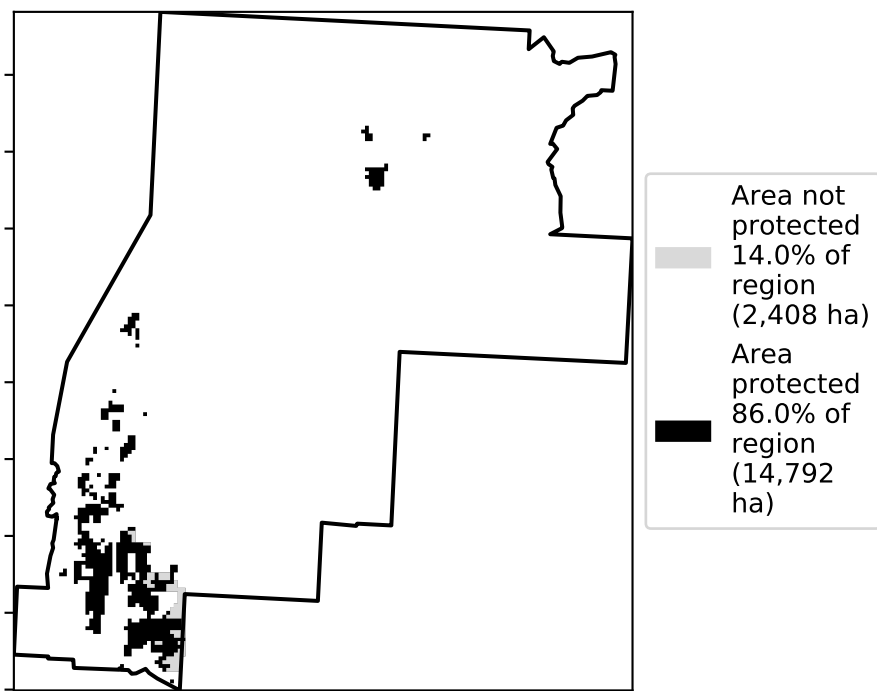 Area not
protected
14.0% of
region
(2,408 ha)
Area
protected
86.0% of
region
(14,792
ha)